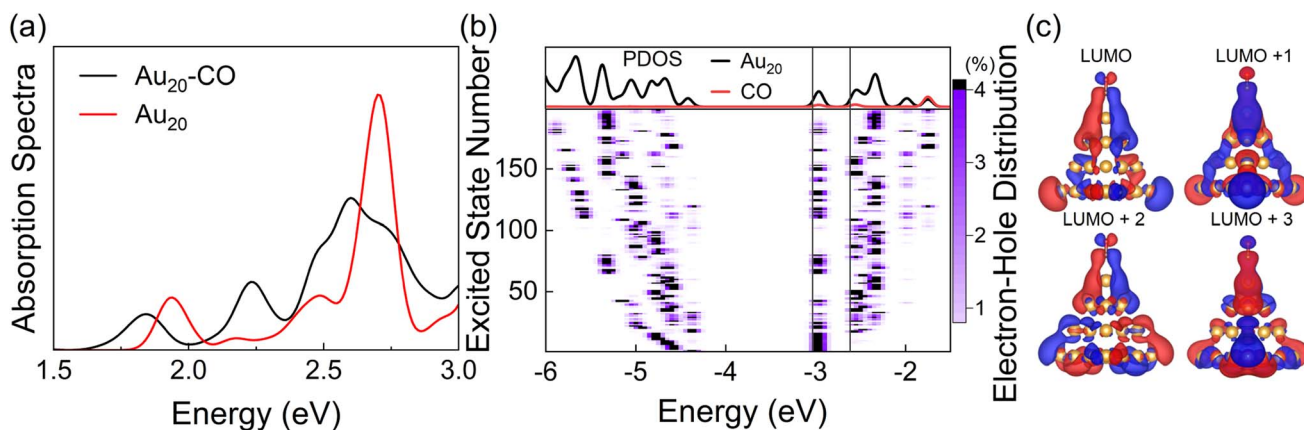 (a)
Absorption Spectra
Au20-CO
Au20
1.5
2.0
2.5
3.0
Energy (eV)
(b)
Excited State Number
150
100
50
PDOS
Au20
CO
-6
-5
-4
-3
-2
Energy (eV)
(%)
4
3
2
1
Electron-Hole Distribution
(c)
LUMO
LUMO +1
LUMO + 2
LUMO + 3